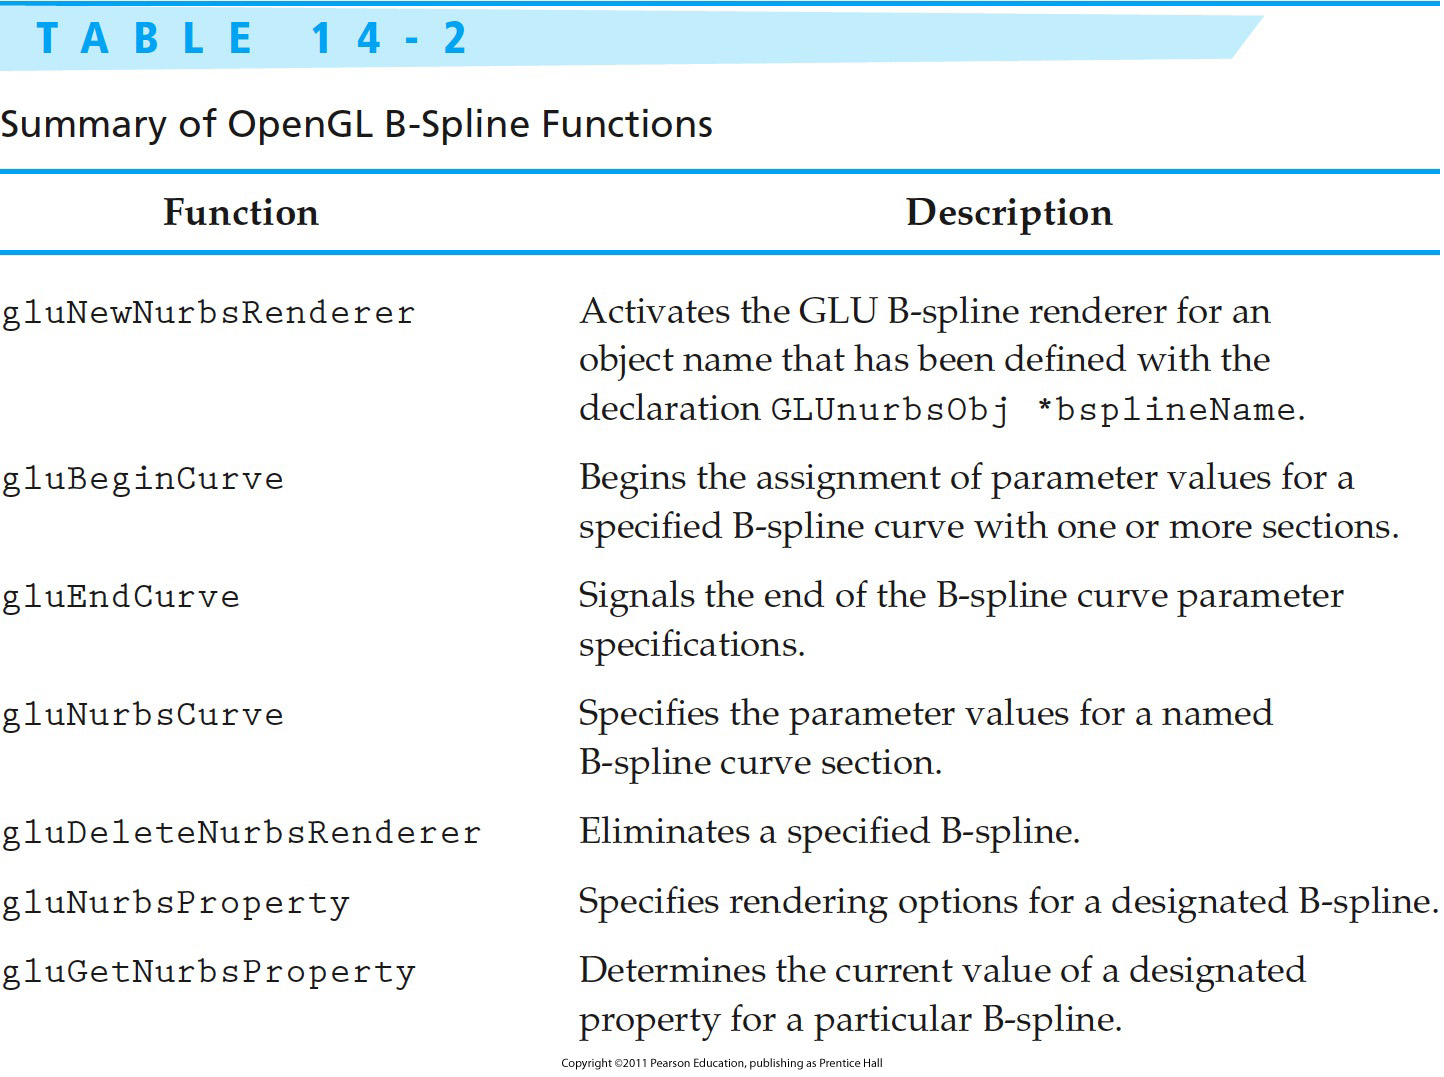 TABLE 14-2
Summary of OpenGL B-Spline Functions
Function Description
gluNewNurbsRenderer Activates the GLU B-spline renderer for an
object name that has been defined with the
declaration GLUnurbsObj *bsplineName.
gluBeginCurve Begins the assignment of parameter values for a
specified B-spline curve with one or more sections.
gluEndCurve Signals the end of the B-spline curve parameter
specifications.
gluNurbsCurve Specifies the parameter values for a named
B-spline curve section.
gluDeleteNurbsRenderer Eliminates a specified B-spline.
gluNurbsProperty Specifies rendering options for a designated B-spline.
gluGetNurbsProperty Determines the current value of a designated
property for a particular B-spline.
Copyright ©2011 Pearson Education, publishing as Prentice Hall